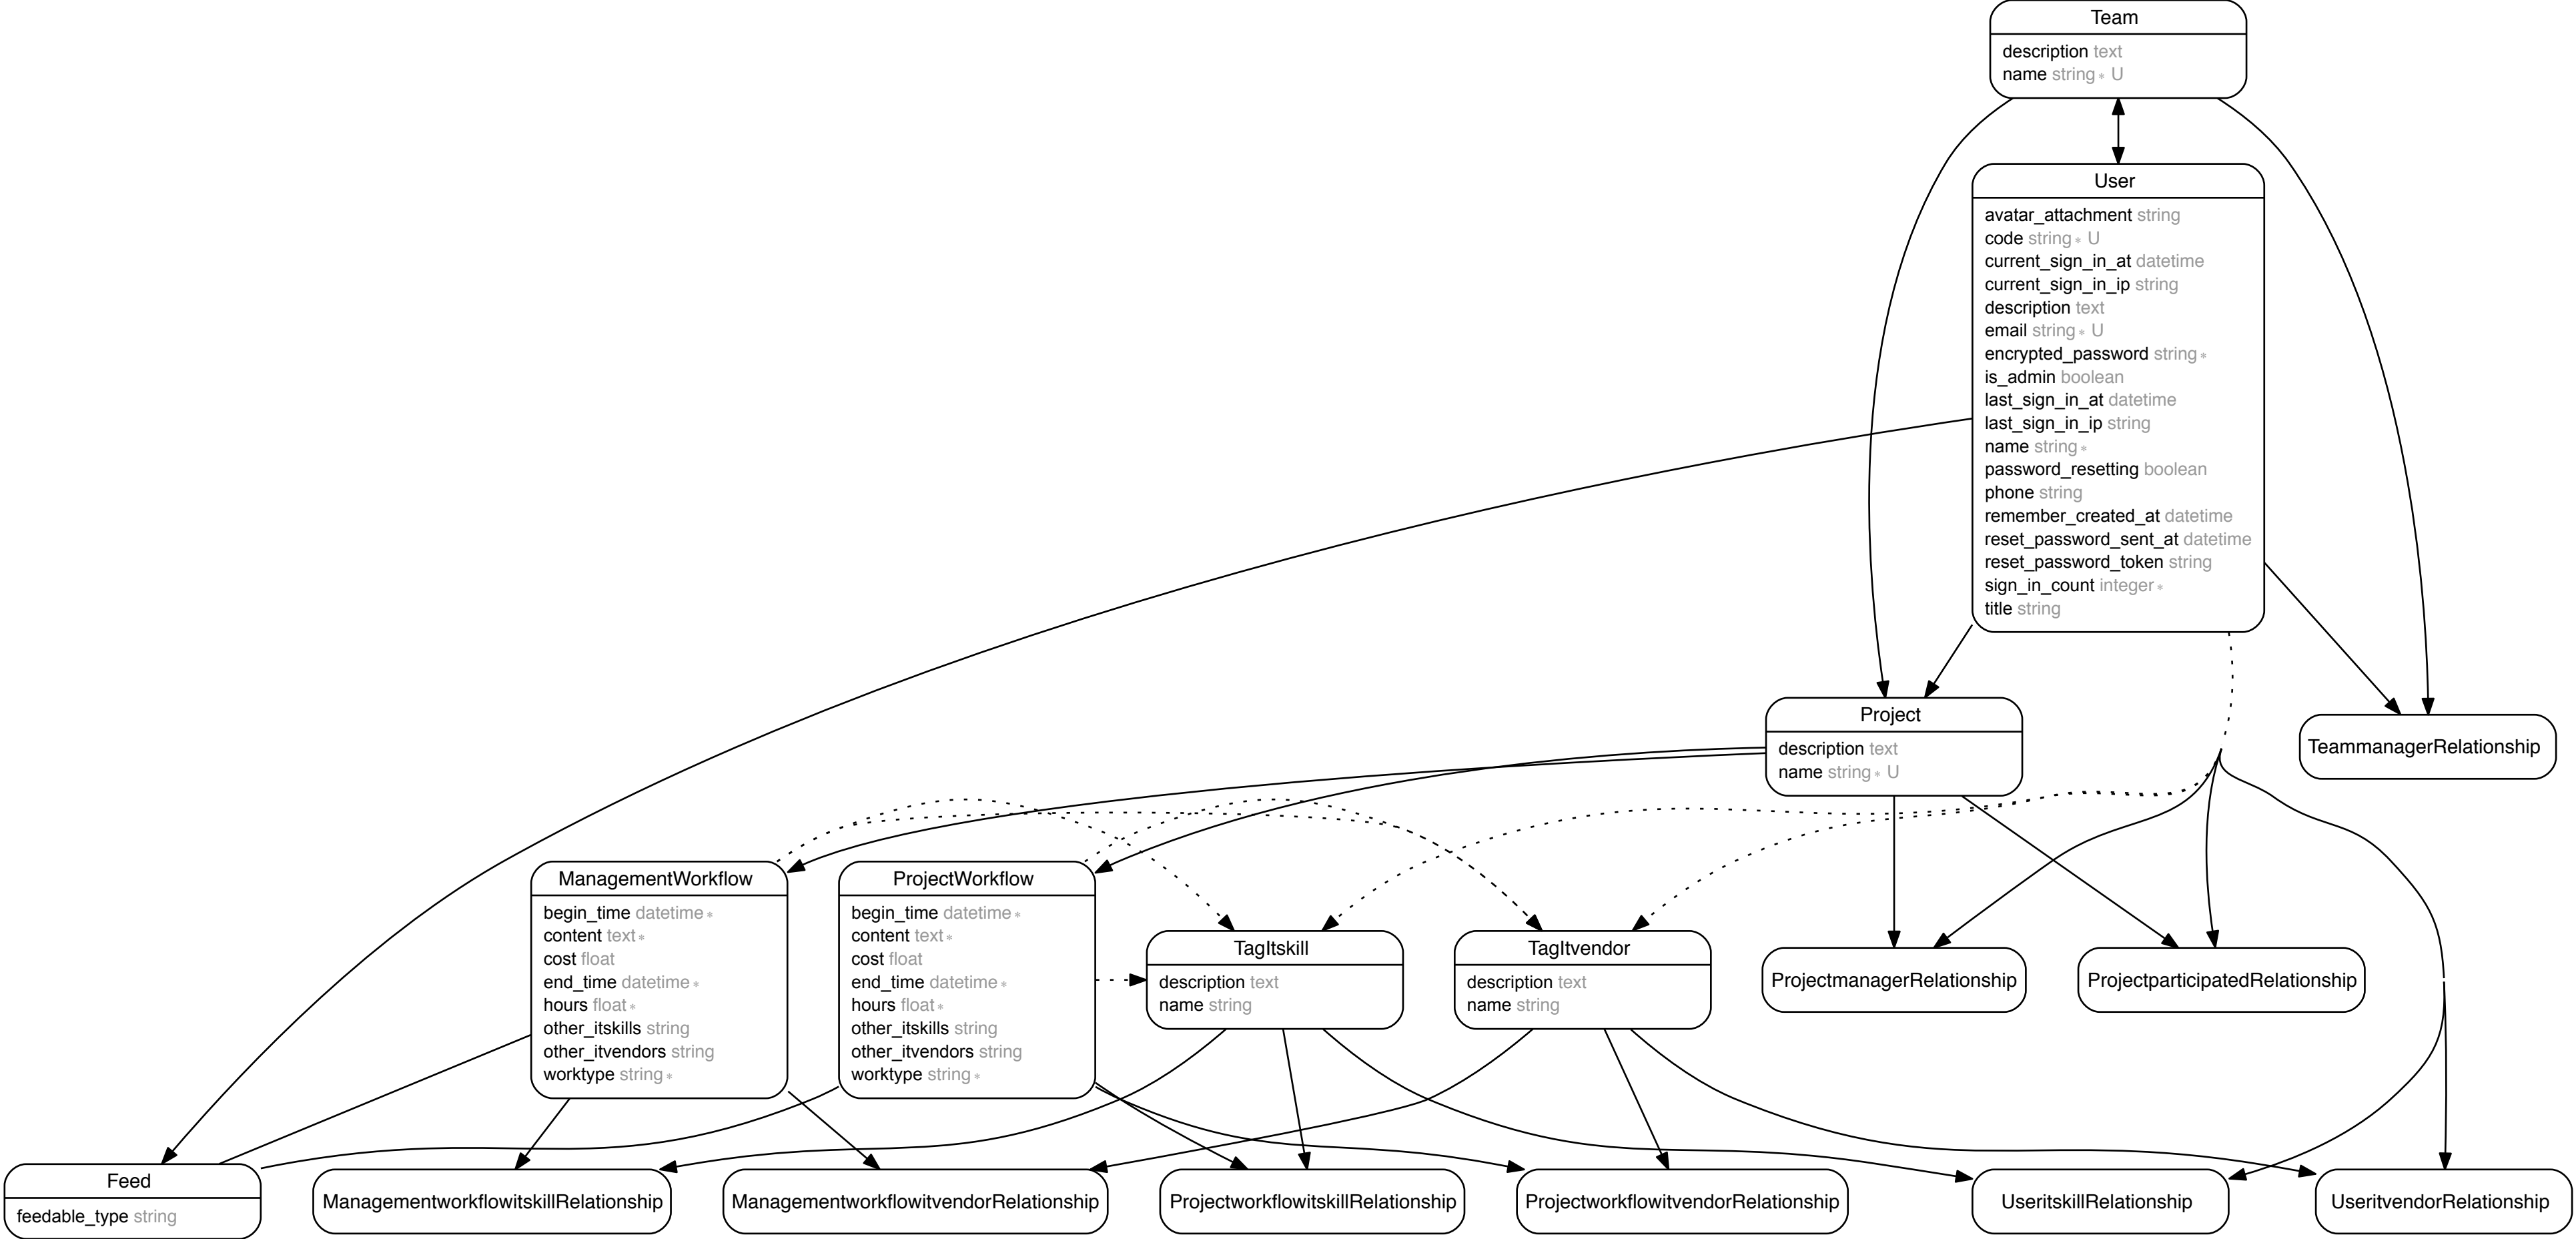 Team
description text
name string∗ U
User
avatar_attachment string
code string∗ U
current_sign_in_at datetime
current_sign_in_ip string
description text
email string∗ U
encrypted_password string∗
is_admin boolean
last_sign_in_at datetime
last_sign_in_ip string
name string∗
password_resetting boolean
phone string
remember_created_at datetime
reset_password_sent_at datetime
reset_password_token string
sign_in_count integer∗
title string
Project
description text
name string∗ U
TeammanagerRelationship
ManagementWorkflow
begin_time datetime∗
content text∗
cost float
end_time datetime∗
hours float∗
other_itskills string
other_itvendors string
worktype string∗
ProjectWorkflow
begin_time datetime∗
content text∗
cost float
end_time datetime∗
hours float∗
other_itskills string
other_itvendors string
worktype string∗
TagItskill
description text
name string
TagItvendor
description text
name string
ProjectmanagerRelationship
ProjectparticipatedRelationship
Feed
feedable_type string
ManagementworkflowitskillRelationship
ManagementworkflowitvendorRelationship
ProjectworkflowitskillRelationship
ProjectworkflowitvendorRelationship
UseritskillRelationship
UseritvendorRelationship